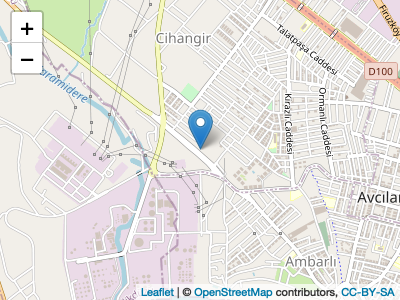 +
−
Cihangir
Talatpaşa Caddesi
Firuzköy
D100
Haramidere
Kirazlı Caddesi
Ormanlı Caddesi
Avcılar
Ambarlı
Leaflet | © OpenStreetMap contributors, CC-BY-SA